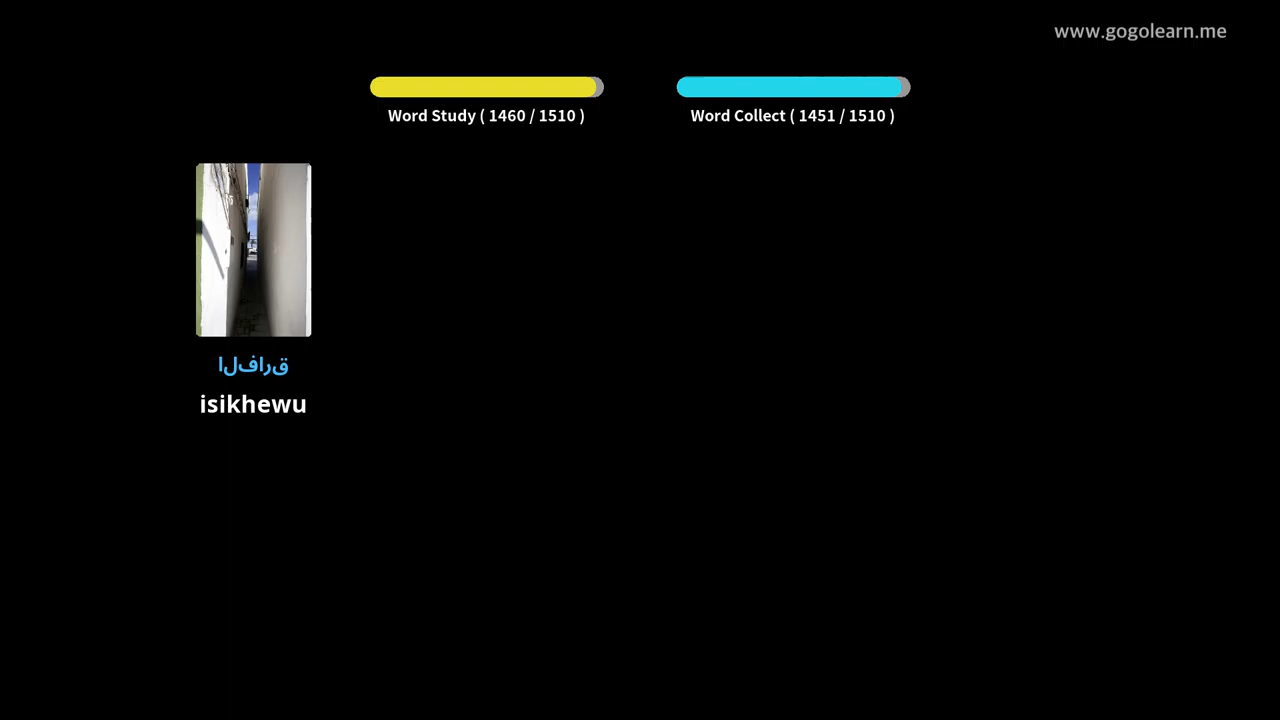 www.gogolearn.me
Word Study ( 1460 / 1510 )
Word Collect ( 1451 / 1510 )
الفارق
isikhewu